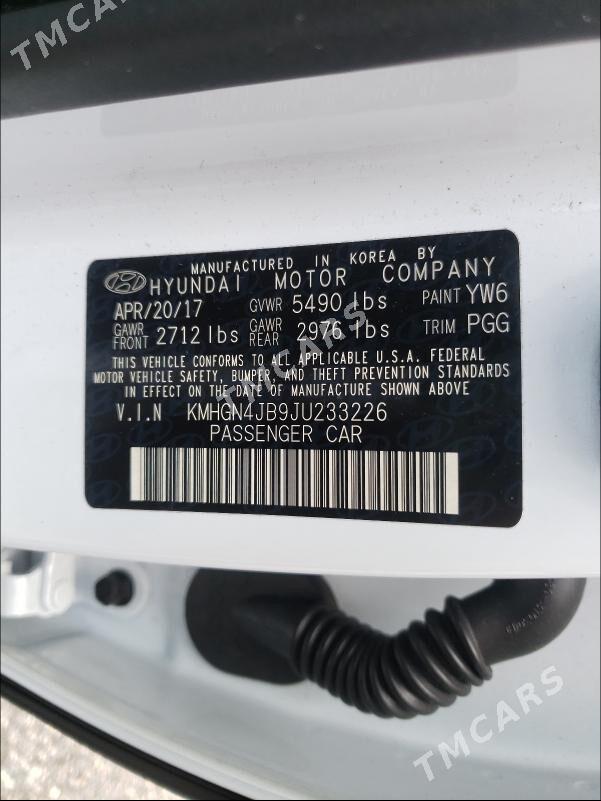 TMCARS
MANUFACTURED IN KOREA BY
HYUNDAI MOTOR COMPANY
APR/20/17 GVWR 5490 lbs PAINT YW6
GAWR FRONT 2712 lbs GAWR REAR 2976 lbs TRIM PGG
THIS VEHICLE CONFORMS TO ALL APPLICABLE U.S.A. FEDERAL
MOTOR VEHICLE SAFETY, BUMPER, AND THEFT PREVENTION STANDARDS
IN EFFECT ON THE DATE OF MANUFACTURE SHOWN ABOVE.
V.I.N KMHGN4JB9JU233226
PASSENGER CAR
TMCARS
TMCARS